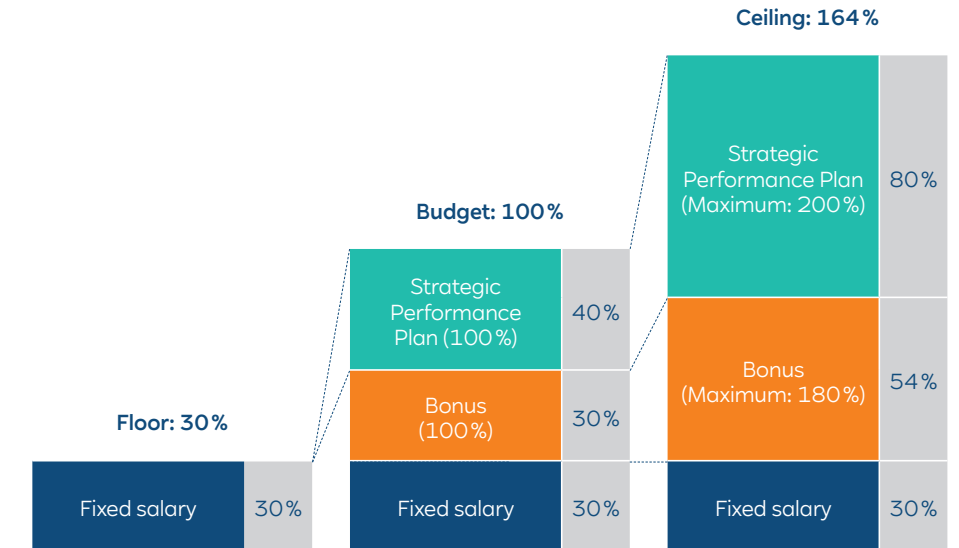 Ceiling: 164%
Strategic
Performance Plan
(Maximum: 200%)
80%
Budget: 100%
Strategic
Performance
Plan (100%)
40%
Bonus
(Maximum: 180%)
54%
Floor: 30%
Bonus
(100%)
30%
Fixed salary
30%
Fixed salary
30%
Fixed salary
30%